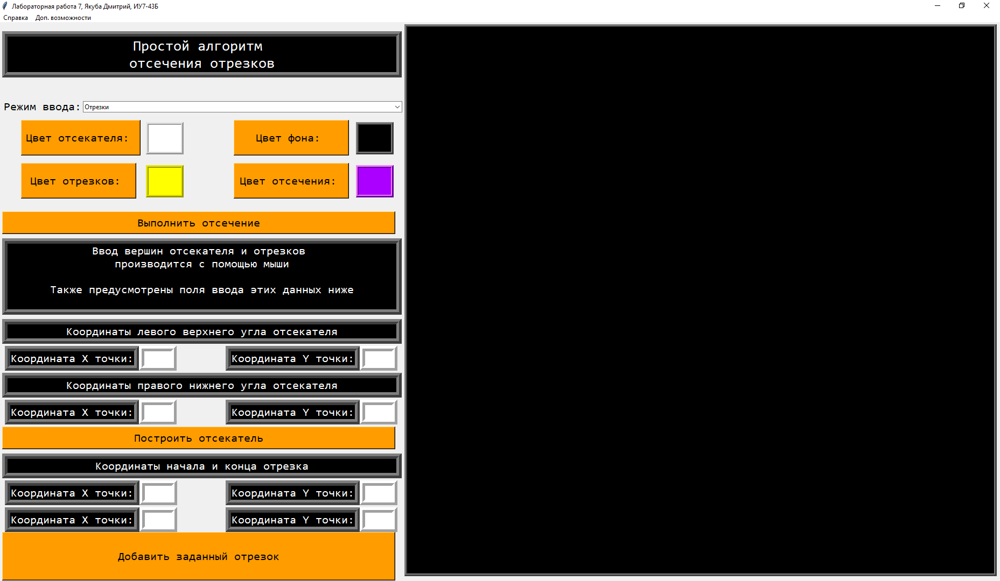 Лабораторная работа 7, Якуба Дмитрий, ИУ7-43Б
Справка Доп. возможности
Простой алгоритм
отсечения отрезков
Режим ввода: Отрезки
Цвет отсекателя: Цвет фона:
Цвет отрезков: Цвет отсечения:
Выполнить отсечение
Ввод вершин отсекателя и отрезков
производится с помощью мыши
Также предусмотрены поля ввода этих данных ниже
Координаты левого верхнего угла отсекателя
Координата X точки: Координата Y точки:
Координаты правого нижнего угла отсекателя
Координата X точки: Координата Y точки:
Построить отсекатель
Координаты начала и конца отрезка
Координата X точки: Координата Y точки:
Координата X точки: Координата Y точки:
Добавить заданный отрезок